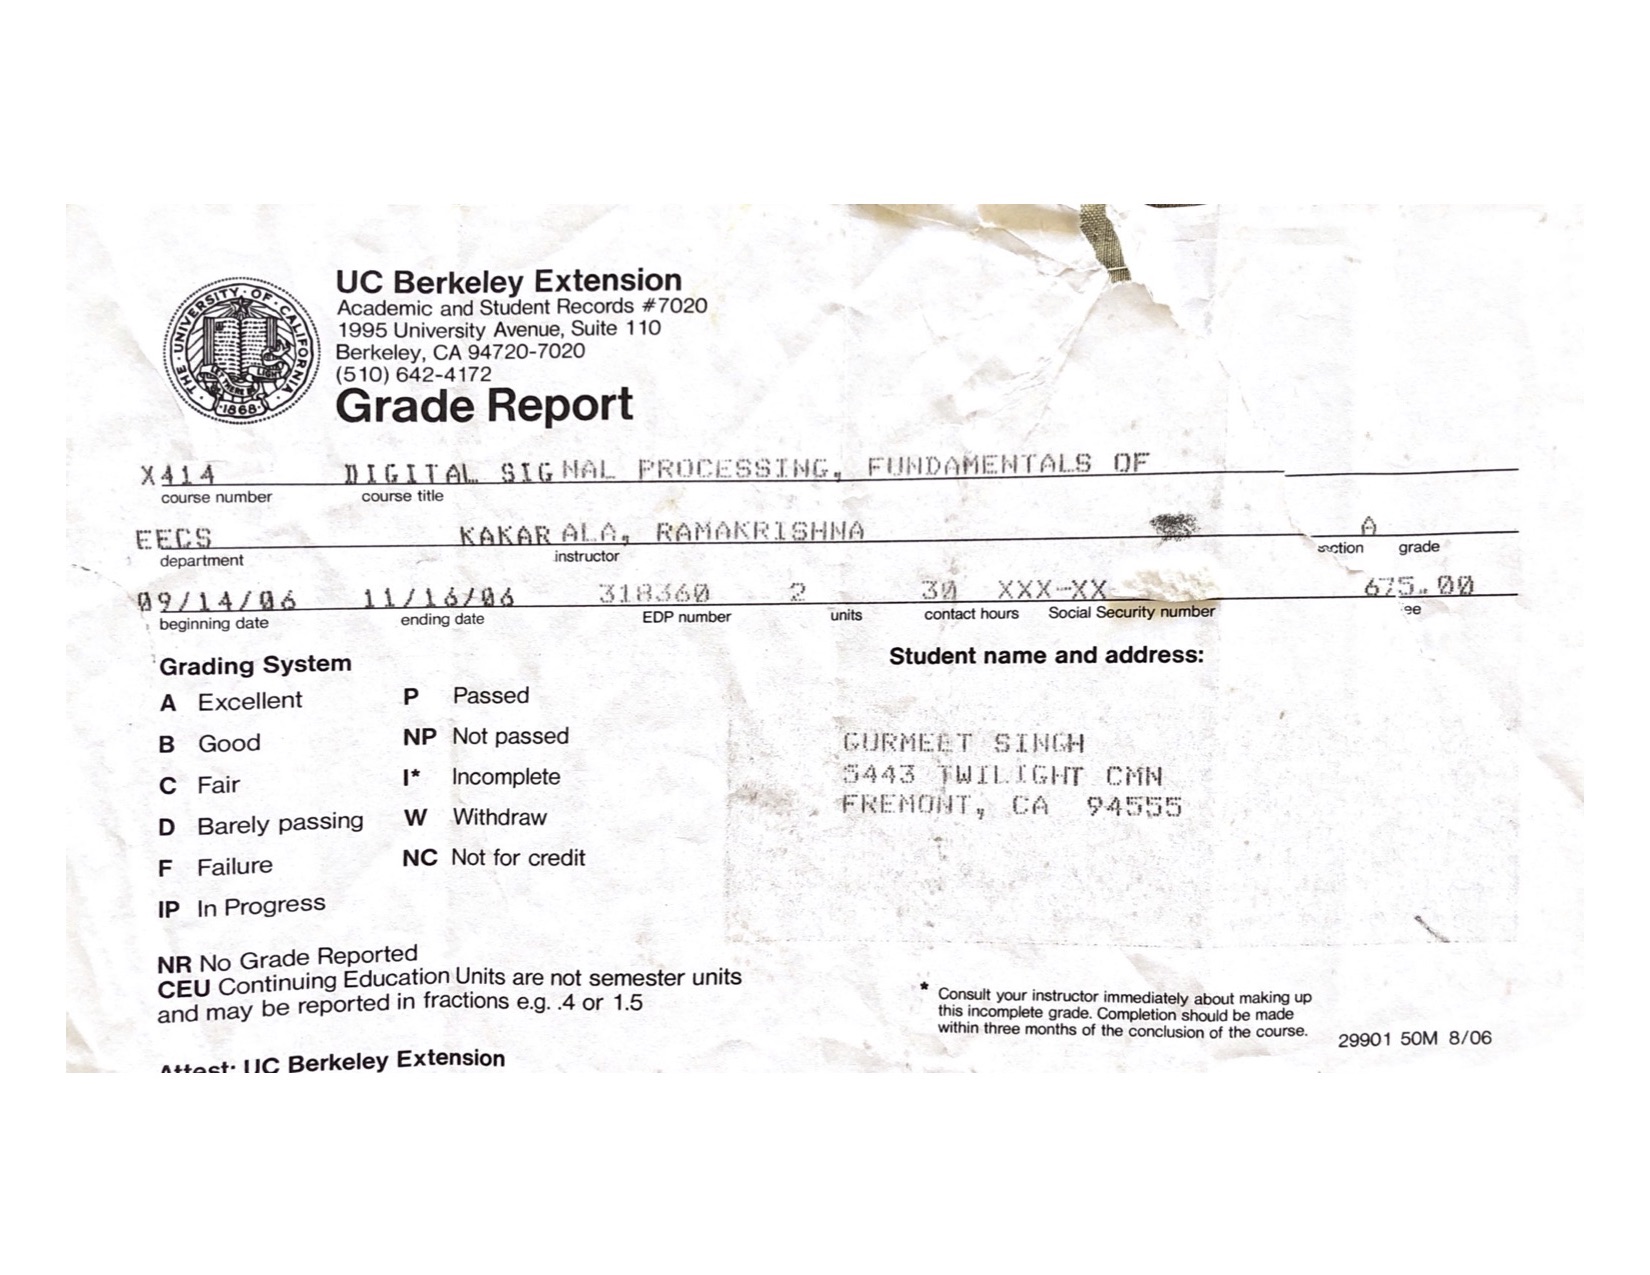 UC Berkeley Extension
Academic and Student Records #7020
1995 University Avenue, Suite 110
Berkeley, CA 94720-7020
(510) 642-4172
Grade Report
THE UNIVERSITY OF CALIFORNIA
1868
X414 DIGITAL SIGNAL PROCESSING, FUNDAMENTALS OF
course number course title
EECS KAKARALA, RAMAKRISHNA A
department instructor section grade
09/14/06 11/16/06 318360 2 30 XXX-XX 675.00
beginning date ending date EDP number units contact hours Social Security number ee
Grading System
A Excellent
B Good
C Fair
D Barely passing
F Failure
IP In Progress
P Passed
NP Not passed
I* Incomplete
W Withdraw
NC Not for credit
NR No Grade Reported
CEU Continuing Education Units are not semester units
and may be reported in fractions e.g. .4 or 1.5
Attest: UC Berkeley Extension
Student name and address:
GURMEET SINGH
5443 TWILIGHT CMN
FREMONT, CA 94555
* Consult your instructor immediately about making up
this incomplete grade. Completion should be made
within three months of the conclusion of the course.
29901 50M 8/06